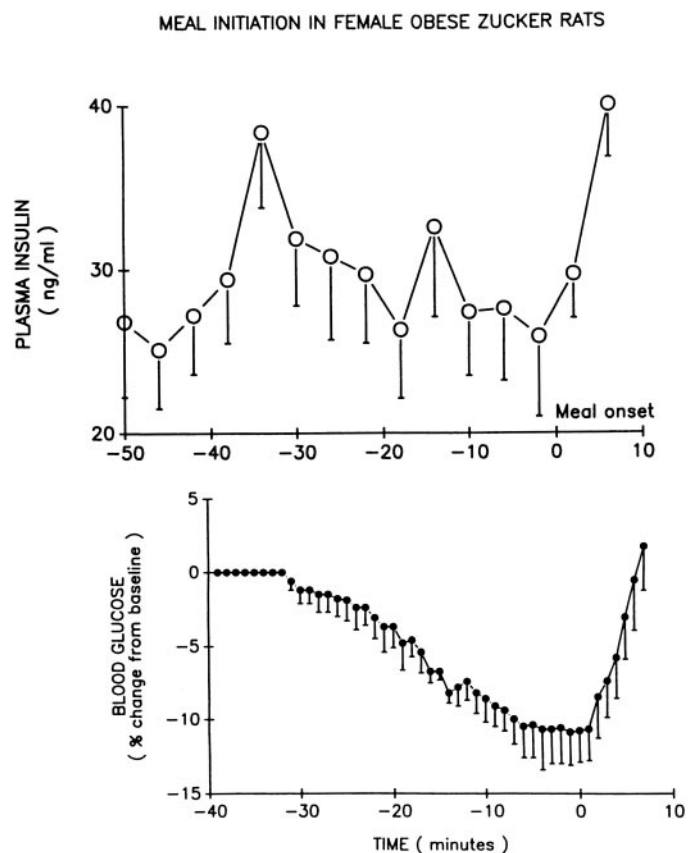 MEAL INITIATION IN FEMALE OBESE ZUCKER RATS
40
30
20
PLASMA INSULIN
( ng/ml )
Meal onset
-50 -40 -30 -20 -10 0 10
5
0
-5
-10
-15
BLOOD GLUCOSE
( % change from baseline )
-40 -30 -20 -10 0 10
TIME ( minutes )